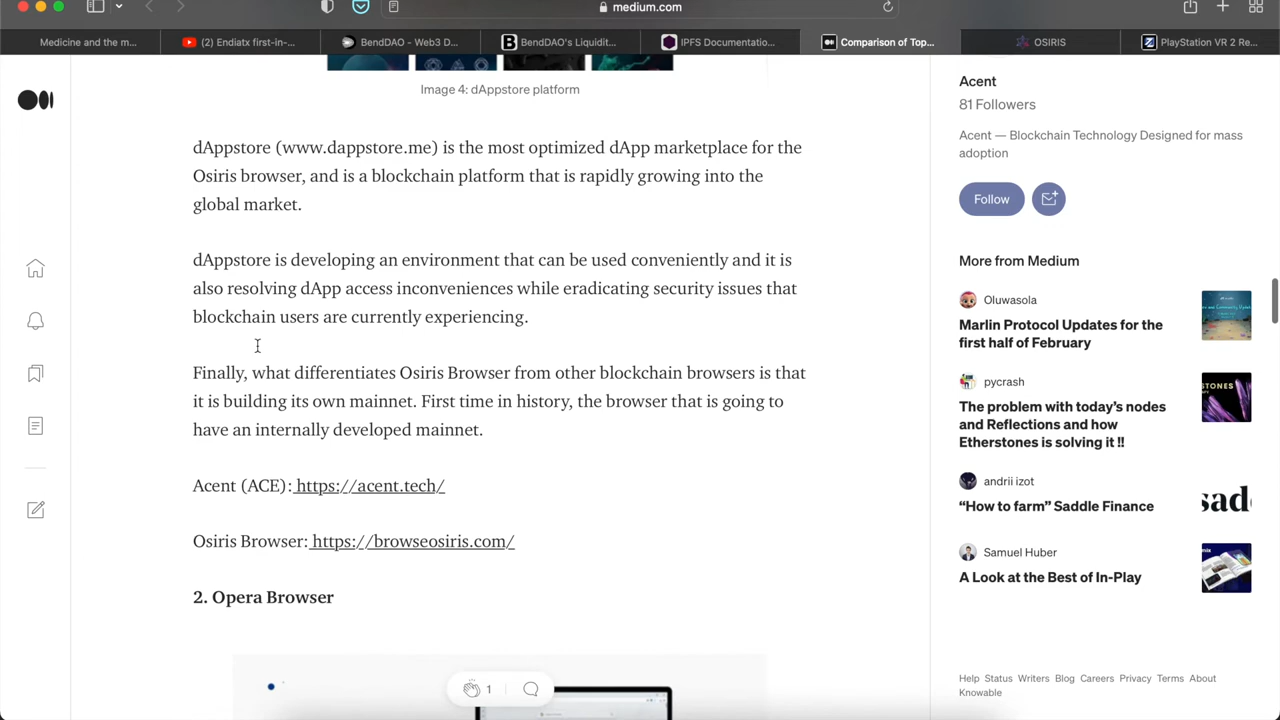 medium.com
Medicine and the m...
(2) Endiatx first-in-...
BendDAO - Web3 D...
BendDAO's Liquidit...
IPFS Documentatio...
Comparison of Top...
OSIRIS
PlayStation VR 2 Re...
Image 4: dAppstore platform
dAppstore (www.dappstore.me) is the most optimized dApp marketplace for the
Osiris browser, and is a blockchain platform that is rapidly growing into the
global market.
dAppstore is developing an environment that can be used conveniently and it is
also resolving dApp access inconveniences while eradicating security issues that
blockchain users are currently experiencing.
Finally, what differentiates Osiris Browser from other blockchain browsers is that
it is building its own mainnet. First time in history, the browser that is going to
have an internally developed mainnet.
Acent (ACE): https://acent.tech/
Osiris Browser: https://browseosiris.com/
2. Opera Browser
1
Acent
81 Followers
Acent — Blockchain Technology Designed for mass
adoption
Follow
More from Medium
Oluwasola
Marlin Protocol Updates for the
first half of February
pycrash
The problem with today's nodes
and Reflections and how
Etherstones is solving it !!
STONES
andrii izot
“How to farm” Saddle Finance
sad
Samuel Huber
A Look at the Best of In-Play
Help Status Writers Blog Careers Privacy Terms About
Knowable